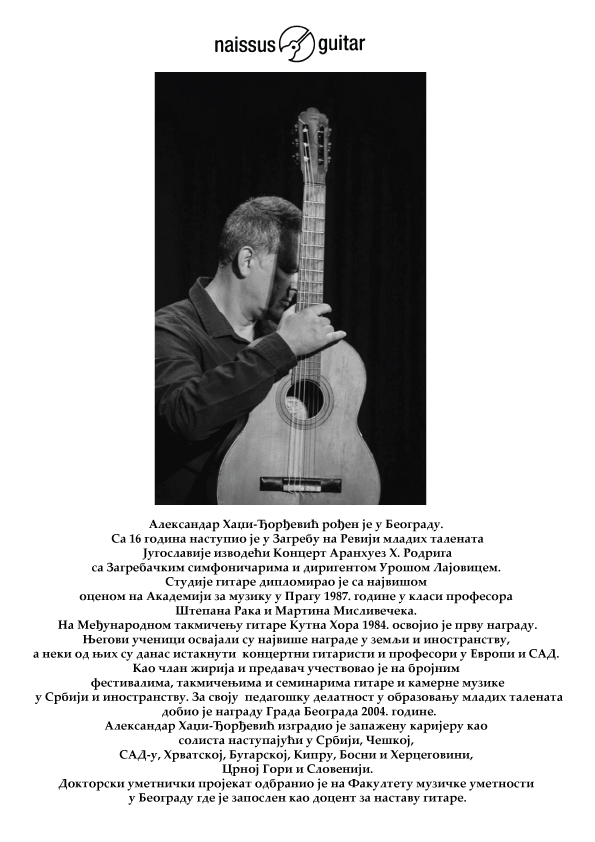 naissus guitar
Александар Хаџи-Ђорђевић рођен је у Београду.
Са 16 година наступио је у Загребу на Ревији младих талената
Југославије изводећи Концерт Аранхуез Х. Родрига
са Загребачким симфоничарима и диригентом Урошом Лајовицем.
Студије гитаре дипломирао је са највишом
оценом на Академији за музику у Прагу 1987. године у класи професора
Штепана Рака и Мартина Мисливечека.
На Међународном такмичењу гитаре Кутна Хора 1984. освојио је прву награду.
Његови ученици освајали су највише награде у земљи и иностранству,
а неки од њих су данас истакнути концертни гитаристи и професори у Европи и САД.
Као члан жирија и предавач учествовао је на бројним
фестивалима, такмичењима и семинарима гитаре и камерне музике
у Србији и иностранству. За своју педагошку делатност у образовању младих талената
добио је награду Града Београда 2004. године.
Александар Хаџи-Ђорђевић изградио је запажену каријеру као
солиста наступајући у Србији, Чешкој,
САД-у, Хрватској, Бугарској, Кипру, Босни и Херцеговини,
Црној Гори и Словенији.
Докторски уметнички пројекат одбранио је на Факултету музичке уметности
у Београду где је запослен као доцент за наставу гитаре.